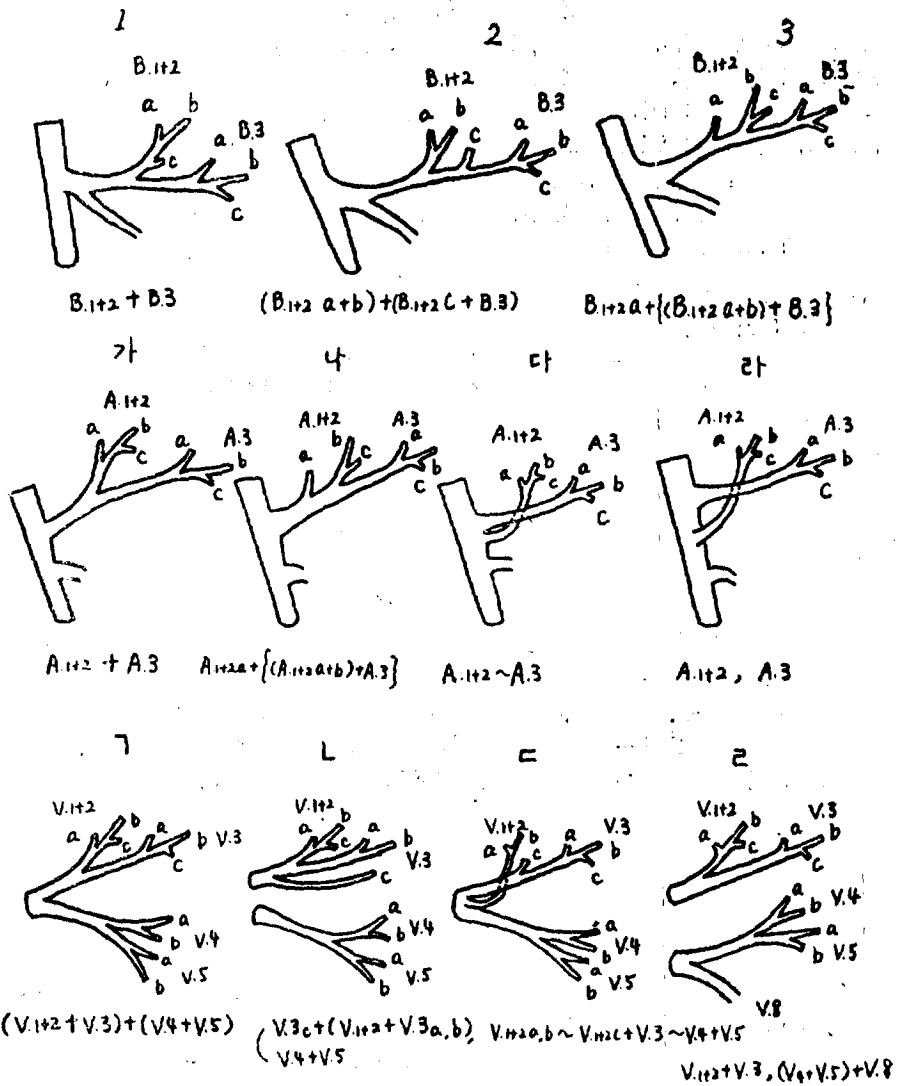 1 2 3
B.1+2 B.1+2 B.1+2
a b a b a b
a B.3 a B.3 c a B.3
c b c b b
c c c
B.1+2 + B.3 (B.1+2 a+b)+(B.1+2 C + B.3) B.1+2a+{(B.1+2 a+b)+ B.3}
가 나 다 라
A.1+2 A.1+2 A.3 A.1+2 A.3 A.1+2 A.3
a b c a A.3 b c a b c a b c a b c a b c a b c a b c
A.1+2 + A.3 A.1+2a+{(A.1+2a+b)+A.3} A.1+2~A.3 A.1+2, A.3
ㄱ ㄴ ㄷ ㄹ
V.1+2 V.1+2 V.1+2 V.3 V.1+2 V.3
a b c a b V.3 c a b c a b V.3 c a b c a b c a b c a b c
a b V.4 a b V.4 a b V.4 a b V.4
a b V.5 a b V.5 a b V.5 a b V.5
V.8
(V.1+2 + V.3)+(V.4+V.5) V.3c+(V.1+2+V.3a,b), V.1+2a,b~V.1+2c+V.3~V.4+V.5
V.4+V.5
V.1+2+V.3, (V.4+V.5)+V.8